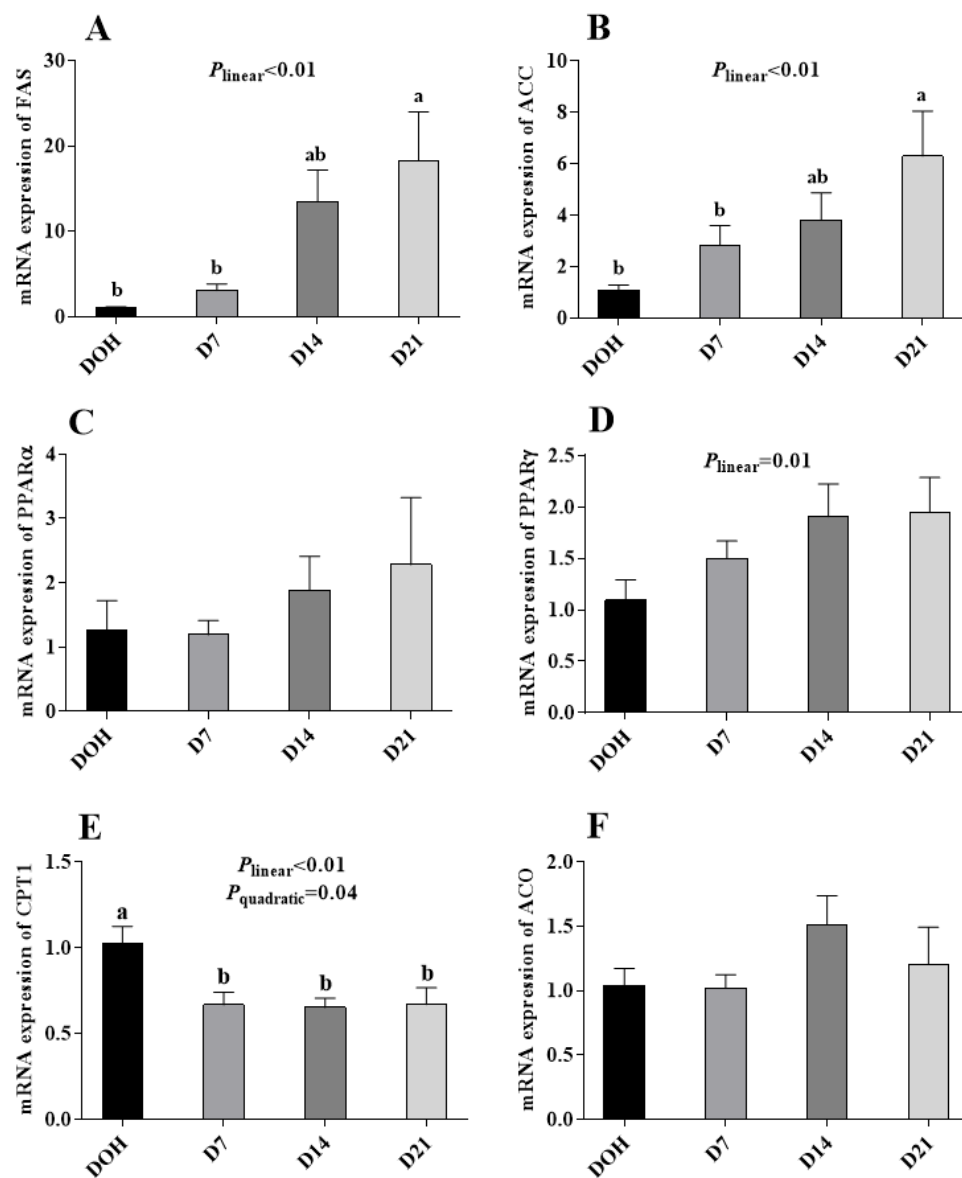 A
mRNA expression of FAS
P linear<0.01
30
20
10
0
b
b
ab
a
DOH
D7
D14
D21
B
mRNA expression of ACC
P linear<0.01
10
8
6
4
2
0
b
b
ab
a
DOH
D7
D14
D21
C
mRNA expression of PPARα
4
3
2
1
0
DOH
D7
D14
D21
D
mRNA expression of PPARγ
P linear=0.01
2.5
2.0
1.5
1.0
0.5
0.0
DOH
D7
D14
D21
E
mRNA expression of CPT1
P linear<0.01
P quadratic=0.04
1.5
1.0
0.5
0.0
a
b
b
b
DOH
D7
D14
D21
F
mRNA expression of ACO
2.0
1.5
1.0
0.5
0.0
DOH
D7
D14
D21